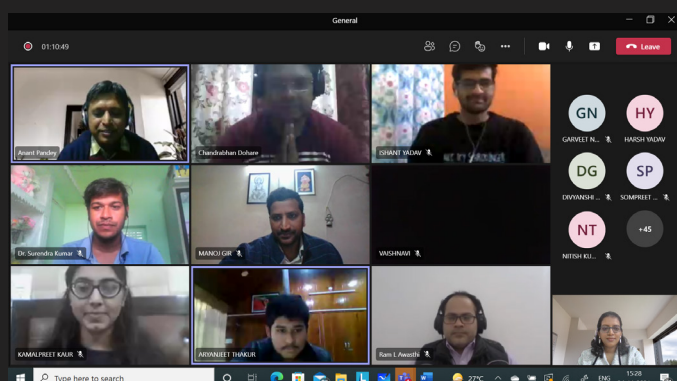 General
01:10:49
Leave
Anant Pandey
Chandrabhan Dohare
ISHANT YADAV
GN
HY
GARVEET N...
HARSH YADAV
Dr. Surendra Kumar
MANOJ GIR
VAISHNAVI
DG
SP
DIVYANSHI ...
SOMPREET ...
NT
+45
NITISH KU...
KAMALPREET KAUR
ARYANJEET THAKUR
Ram L Awasthi
Type here to search
27°C
ENG
15:28